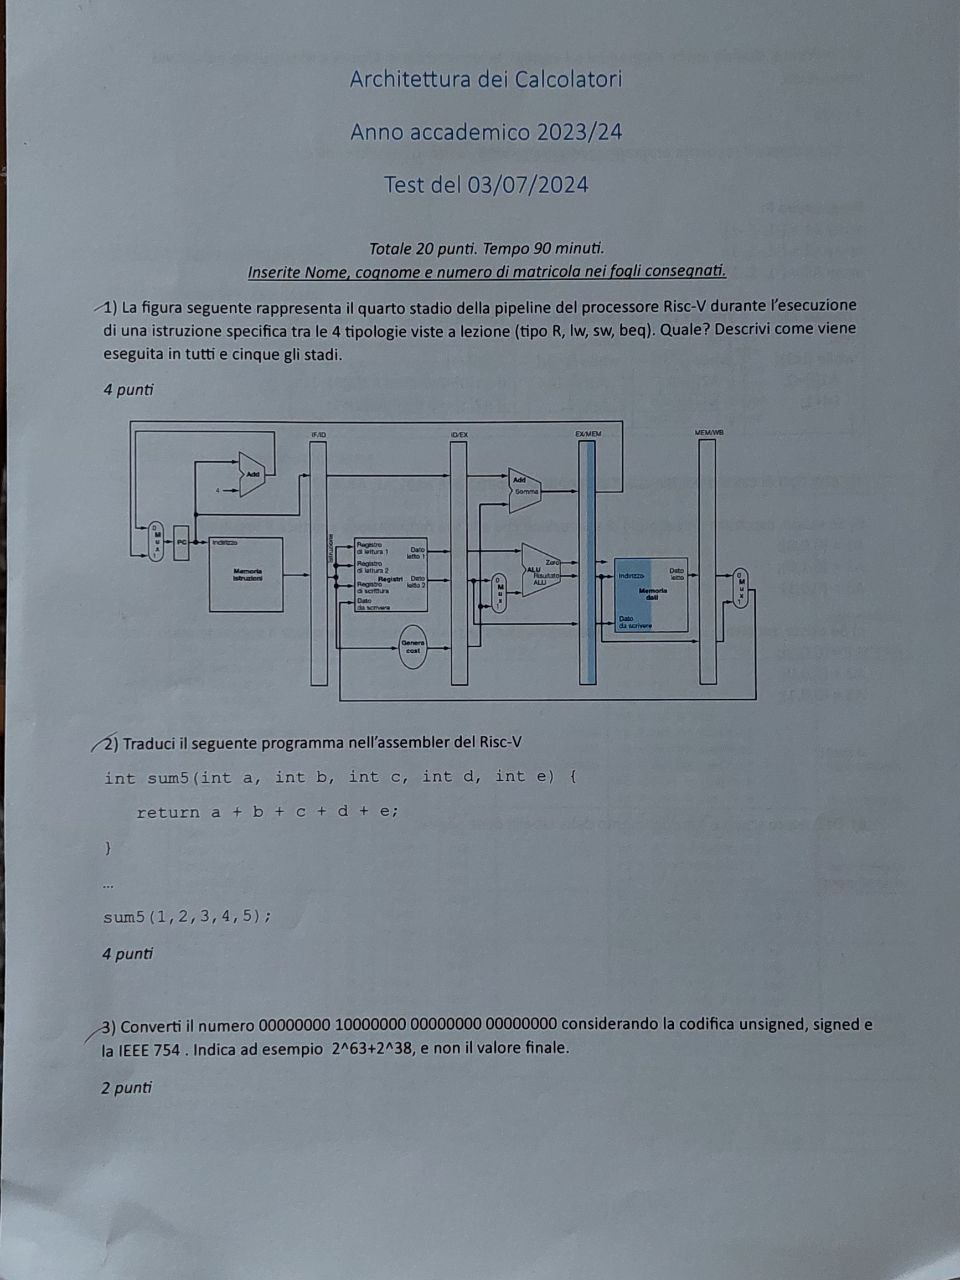 Architettura dei Calcolatori
Anno accademico 2023/24
Test del 03/07/2024
Totale 20 punti. Tempo 90 minuti.
Inserite Nome, cognome e numero di matricola nei fogli consegnati.
1) La figura seguente rappresenta il quarto stadio della pipeline del processore Risc-V durante l'esecuzione
di una istruzione specifica tra le 4 tipologie viste a lezione (tipo R, lw, sw, beq). Quale? Descrivi come viene
eseguita in tutti e cinque gli stadi.
4 punti
IF/ID
ID/EX
EX/MEM
MEM/WB
Add
4
Add
Somma
0
M
u
x
1
PC
Indirizzo
Memoria
istruzioni
Istruzione
Registro
di lettura 1
Dato
letto 1
Registro
di lettura 2
Registri
Dato
letto 2
Registro
di scrittura
Dato
da scrivere
Genera
cost
0
M
u
x
1
Zero
ALU
Risultato
ALU
Indirizzo
Dato
letto
Memoria
dati
Dato
da scrivere
0
M
u
x
1
2) Traduci il seguente programma nell'assembler del Risc-V
int sum5(int a, int b, int c, int d, int e) {
return a + b + c + d + e;
}
...
sum5(1,2,3,4,5);
4 punti
3) Converti il numero 00000000 10000000 00000000 00000000 considerando la codifica unsigned, signed e
la IEEE 754 . Indica ad esempio 2^63+2^38, e non il valore finale.
2 punti